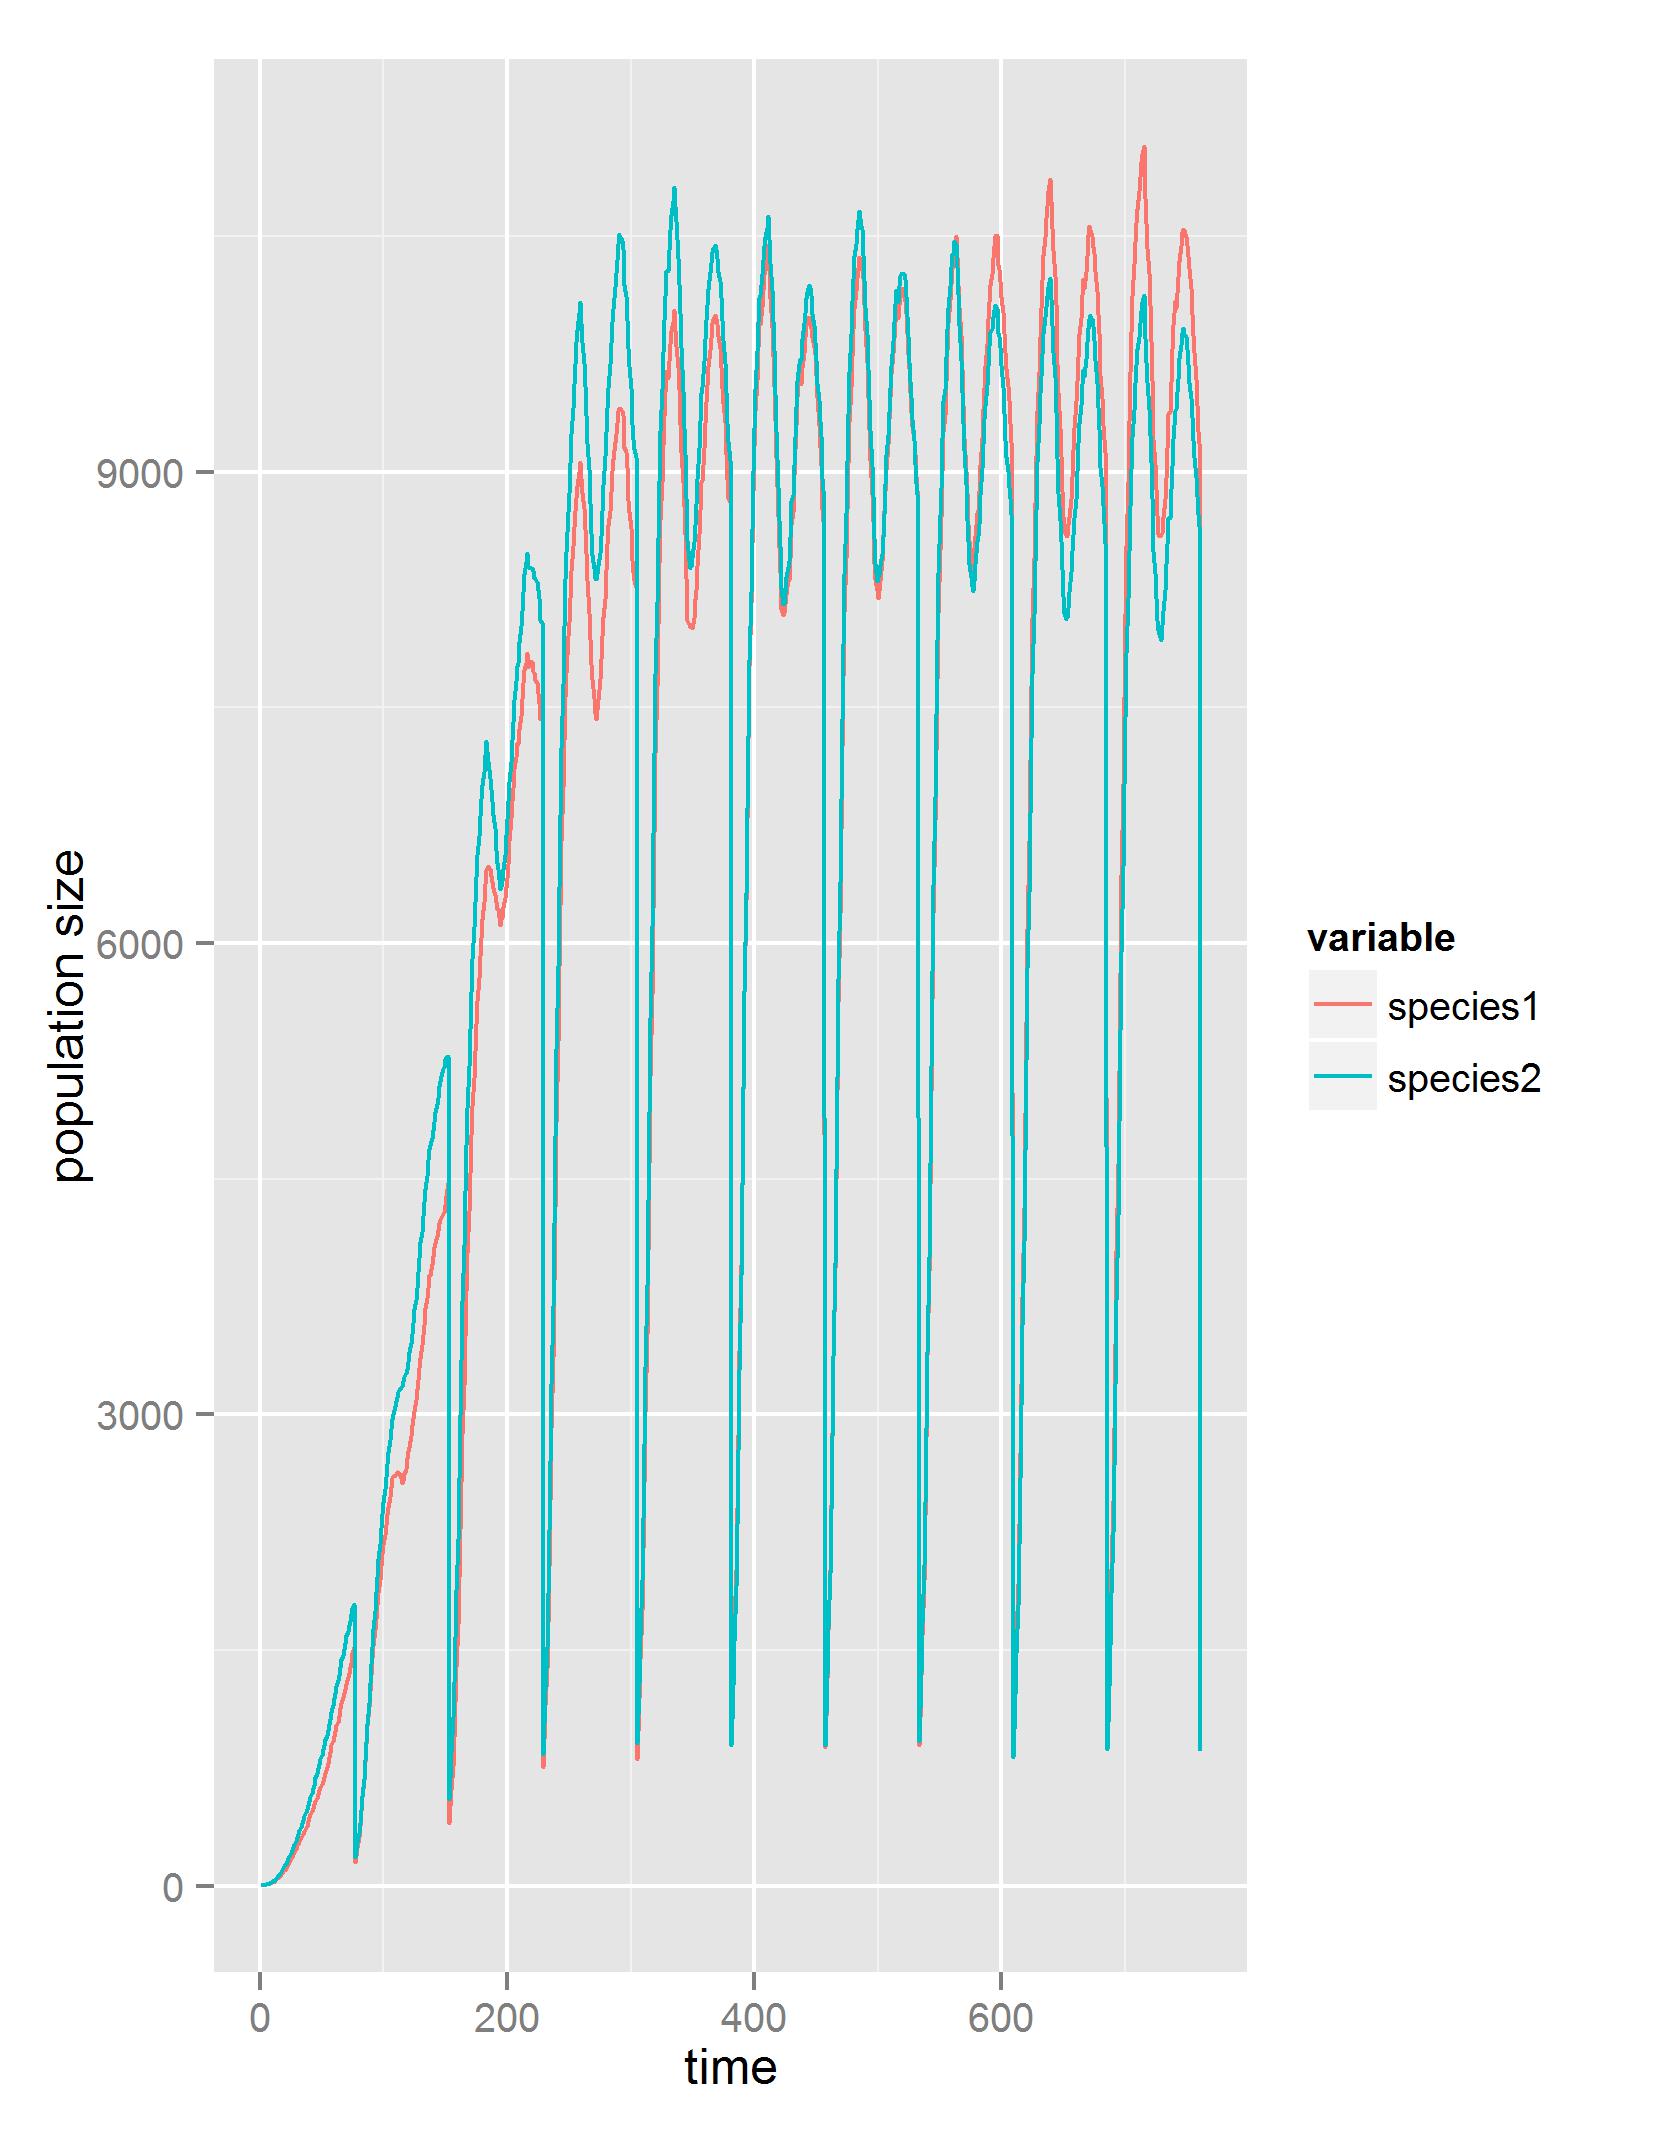 population size
9000
6000
3000
0
0 200 400 600
time
variable
species1
species2